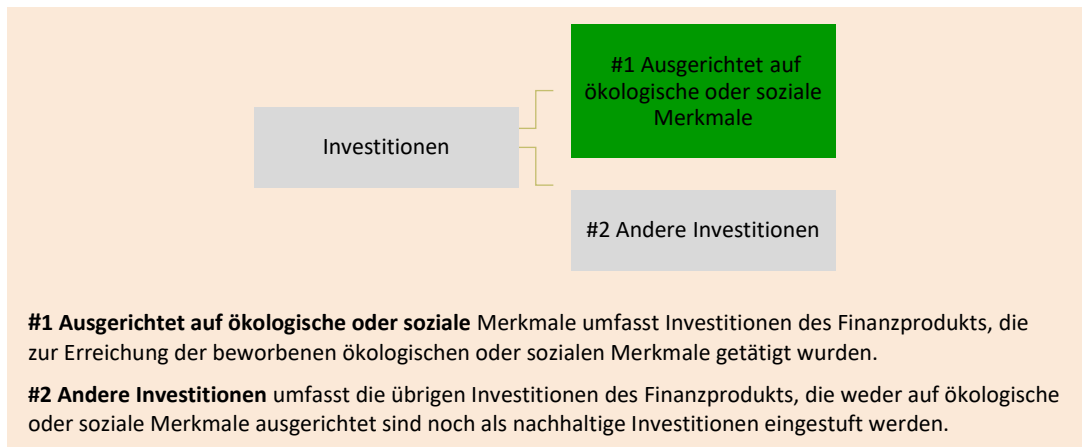 #1 Ausgerichtet auf
ökologische oder soziale
Merkmale
Investitionen
#2 Andere Investitionen
#1 Ausgerichtet auf ökologische oder soziale Merkmale umfasst Investitionen des Finanzprodukts, die
zur Erreichung der beworbenen ökologischen oder sozialen Merkmale getätigt wurden.
#2 Andere Investitionen umfasst die übrigen Investitionen des Finanzprodukts, die weder auf ökologische
oder soziale Merkmale ausgerichtet sind noch als nachhaltige Investitionen eingestuft werden.